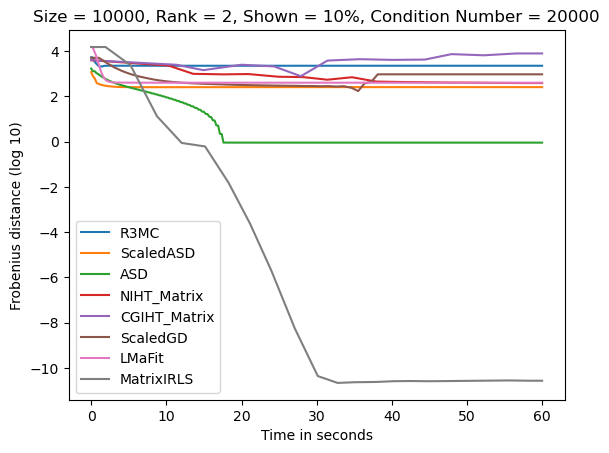 Size = 10000, Rank = 2, Shown = 10%, Condition Number = 20000
Frobenius distance (log 10)
4
2
0
−2
−4
−6
−8
−10
R3MC
ScaledASD
ASD
NIHT_Matrix
CGIHT_Matrix
ScaledGD
LMaFit
MatrixIRLS
0 10 20 30 40 50 60
Time in seconds